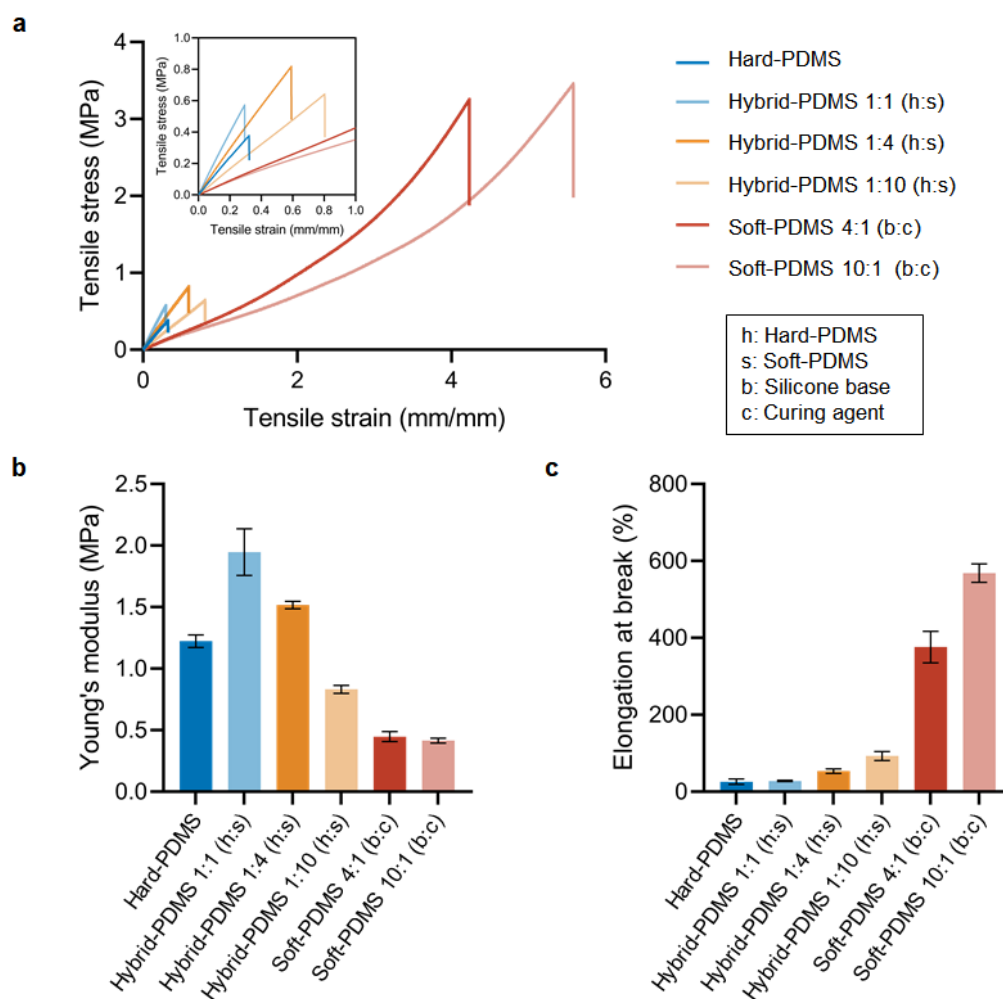 a
Tensile stress (MPa)
4
3
2
1
0
0
2
4
6
Tensile strain (mm/mm)
Tensile stress (MPa)
1.0
0.8
0.6
0.4
0.2
0.0
0.0
0.2
0.4
0.6
0.8
1.0
Tensile strain (mm/mm)
Hard-PDMS
Hybrid-PDMS 1:1 (h:s)
Hybrid-PDMS 1:4 (h:s)
Hybrid-PDMS 1:10 (h:s)
Soft-PDMS 4:1 (b:c)
Soft-PDMS 10:1 (b:c)
h: Hard-PDMS
s: Soft-PDMS
b: Silicone base
c: Curing agent
b
Young's modulus (MPa)
2.5
2.0
1.5
1.0
0.5
0.0
Hard-PDMS
Hybrid-PDMS 1:1 (h:s)
Hybrid-PDMS 1:4 (h:s)
Hybrid-PDMS 1:10 (h:s)
Soft-PDMS 4:1 (b:c)
Soft-PDMS 10:1 (b:c)
c
Elongation at break (%)
800
600
400
200
0
Hard-PDMS
Hybrid-PDMS 1:1 (h:s)
Hybrid-PDMS 1:4 (h:s)
Hybrid-PDMS 1:10 (h:s)
Soft-PDMS 4:1 (b:c)
Soft-PDMS 10:1 (b:c)